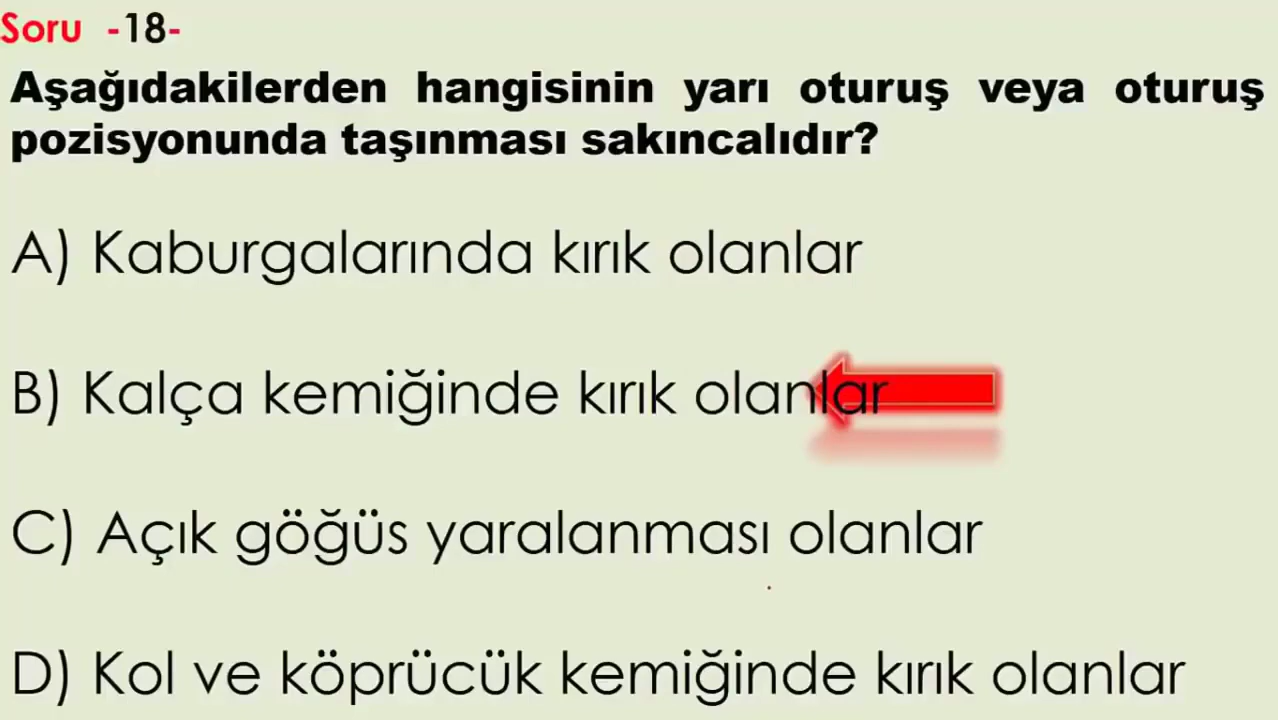 Soru -18-
Aşağıdakilerden hangisinin yarı oturuş veya oturuş
pozisyonunda taşınması sakıncalıdır?
A) Kaburgalarında kırık olanlar
B) Kalça kemiğinde kırık olanlar
C) Açık göğüs yaralanması olanlar
D) Kol ve köprücük kemiğinde kırık olanlar